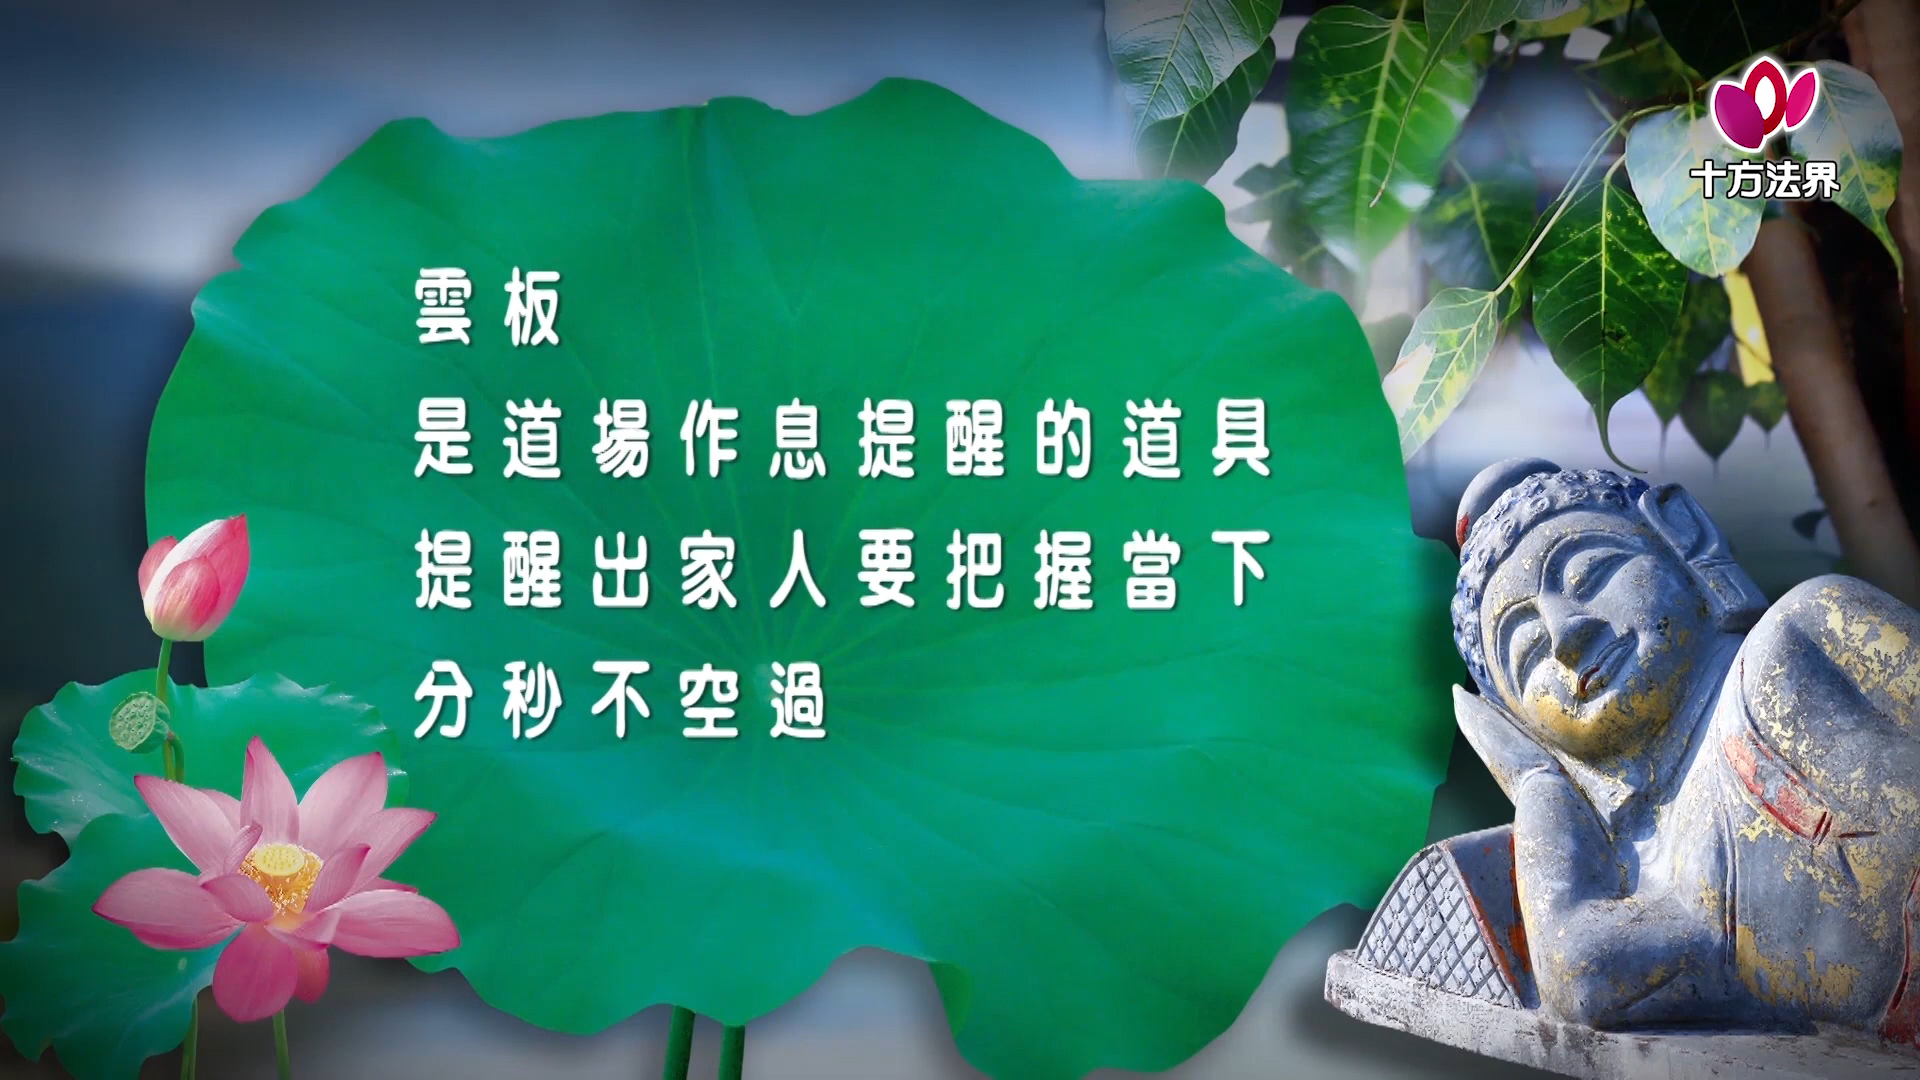 十方法界
雲板
是道場作息提醒的道具
提醒出家人要把握當下
分秒不空過